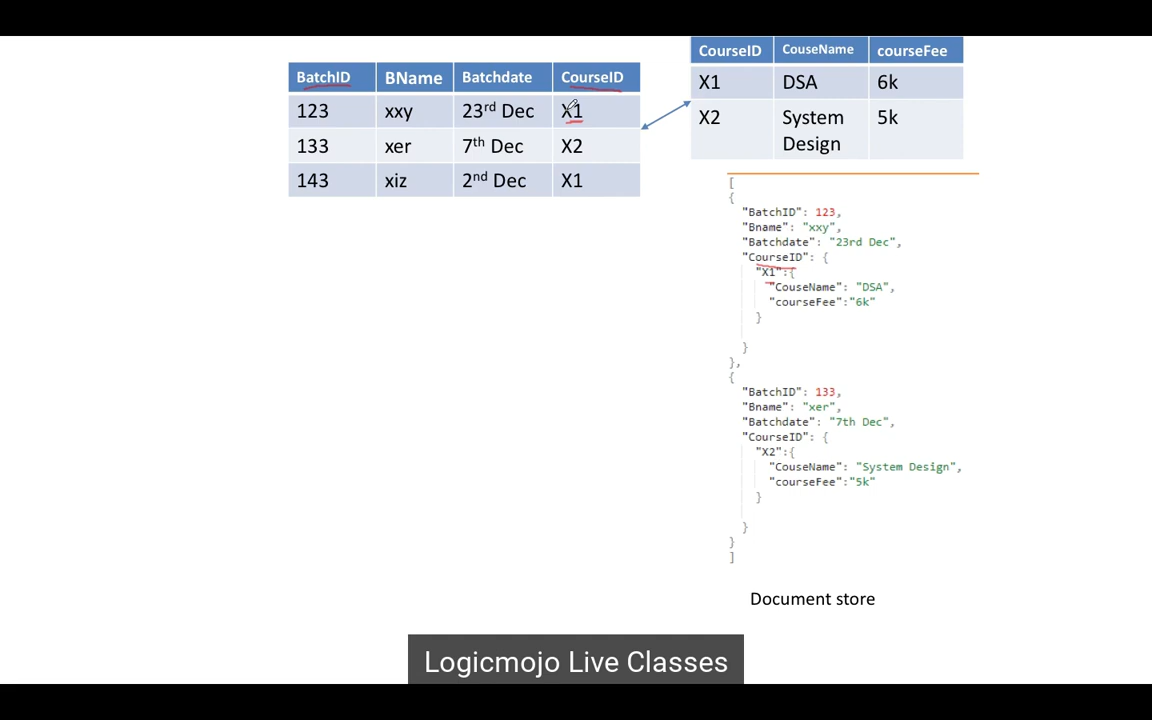 BatchID BName Batchdate CourseID
123 xxy 23rd Dec X1
133 xer 7th Dec X2
143 xiz 2nd Dec X1
CourseID CouseName courseFee
X1 DSA 6k
X2 System Design 5k
[
{
"BatchID": 123,
"Bname": "xxy",
"Batchdate": "23rd Dec",
"CourseID": {
"X1":{
"CouseName": "DSA",
"courseFee":"6k"
}
}
},
{
"BatchID": 133,
"Bname": "xer",
"Batchdate": "7th Dec",
"CourseID": {
"X2":{
"CouseName": "System Design",
"courseFee":"5k"
}
}
}
]
Document store
Logicmojo Live Classes